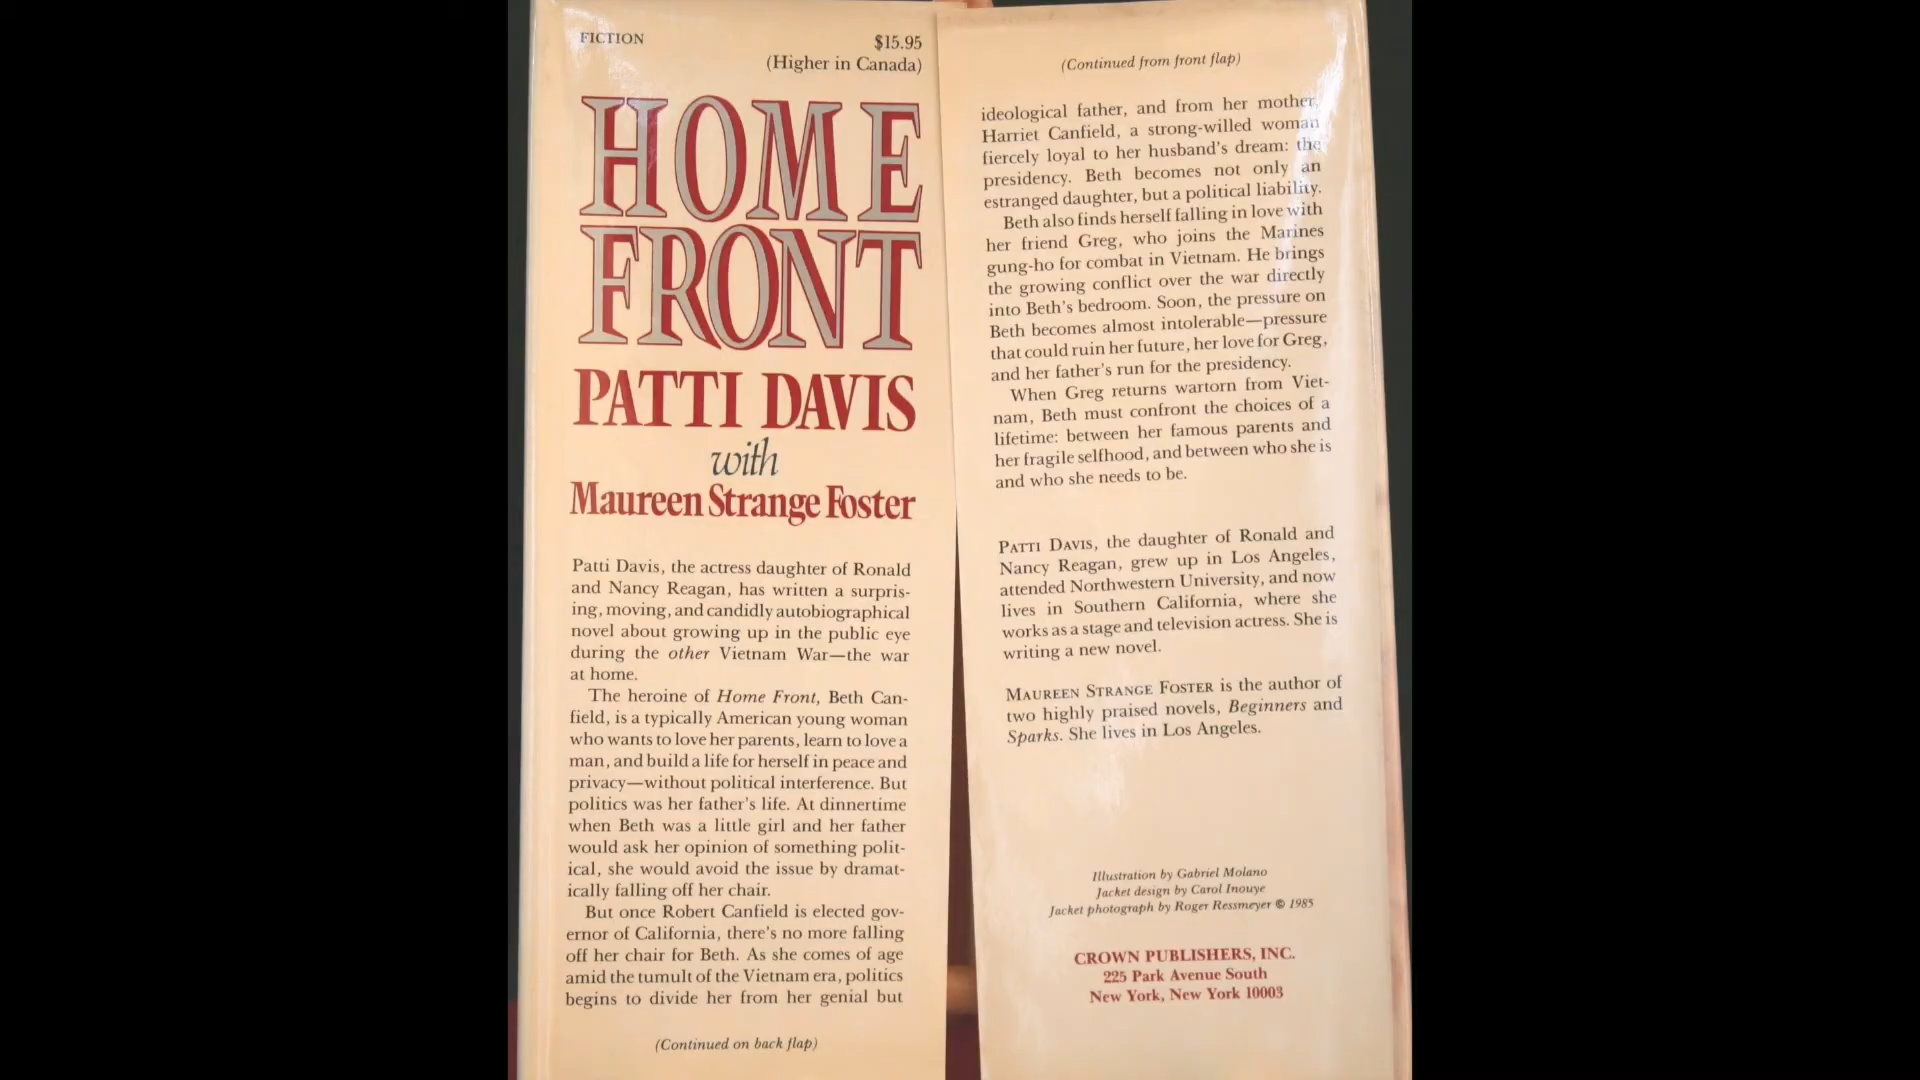 FICTION
$15.95
(Higher in Canada)
HOME
FRONT
PATTI DAVIS
with
Maureen Strange Foster
Patti Davis, the actress daughter of Ronald
and Nancy Reagan, has written a surpris-
ing, moving, and candidly autobiographical
novel about growing up in the public eye
during the other Vietnam War—the war
at home.
The heroine of Home Front, Beth Can-
field, is a typically American young woman
who wants to love her parents, learn to love a
man, and build a life for herself in peace and
privacy—without political interference. But
politics was her father's life. At dinnertime
when Beth was a little girl and her father
would ask her opinion of something polit-
ical, she would avoid the issue by dramat-
ically falling off her chair.
But once Robert Canfield is elected gov-
ernor of California, there's no more falling
off her chair for Beth. As she comes of age
amid the tumult of the Vietnam era, politics
begins to divide her from her genial but
(Continued on back flap)
(Continued from front flap)
ideological father, and from her mother,
Harriet Canfield, a strong-willed woman
fiercely loyal to her husband's dream: the
presidency. Beth becomes not only an
estranged daughter, but a political liability.
Beth also finds herself falling in love with
her friend Greg, who joins the Marines
gung-ho for combat in Vietnam. He brings
the growing conflict over the war directly
into Beth's bedroom. Soon, the pressure on
Beth becomes almost intolerable—pressure
that could ruin her future, her love for Greg,
and her father's run for the presidency.
When Greg returns wartorn from Viet-
nam, Beth must confront the choices of a
lifetime: between her famous parents and
her fragile selfhood, and between who she is
and who she needs to be.
PATTI DAVIS, the daughter of Ronald and
Nancy Reagan, grew up in Los Angeles,
attended Northwestern University, and now
lives in Southern California, where she
works as a stage and television actress. She is
writing a new novel.
MAUREEN STRANGE FOSTER is the author of
two highly praised novels, Beginners and
Sparks. She lives in Los Angeles.
Illustration by Gabriel Molano
Jacket design by Carol Inouye
Jacket photograph by Roger Ressmeyer © 1985
CROWN PUBLISHERS, INC.
225 Park Avenue South
New York, New York 10003